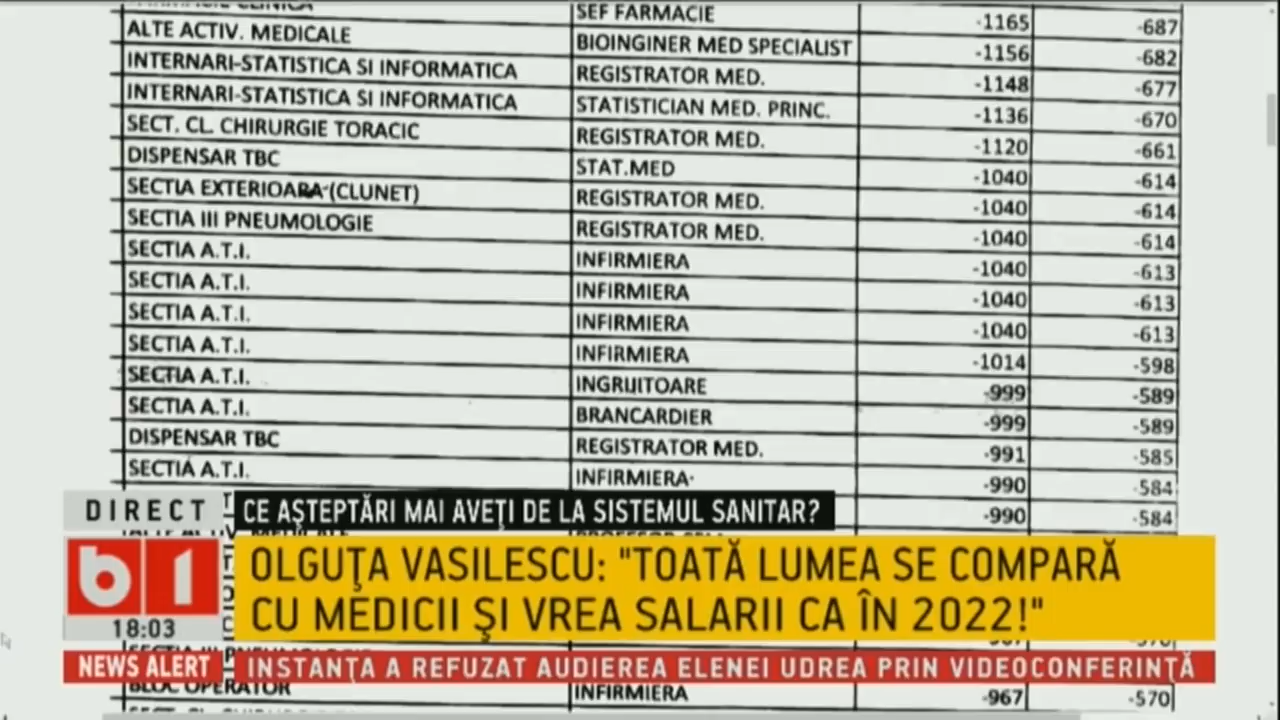 SEF FARMACIE -1165 -687
ALTE ACTIV. MEDICALE BIOINGINER MED SPECIALIST -1156 -682
INTERNARI-STATISTICA SI INFORMATICA REGISTRATOR MED. -1148 -677
INTERNARI-STATISTICA SI INFORMATICA STATISTICIAN MED. PRINC. -1136 -670
SECT. CL. CHIRURGIE TORACIC REGISTRATOR MED. -1120 -661
DISPENSAR TBC STAT.MED -1040 -614
SECTIA EXTERIOARA (CLUNET) REGISTRATOR MED. -1040 -614
SECTIA III PNEUMOLOGIE REGISTRATOR MED. -1040 -614
SECTIA A.T.I. INFIRMIERA -1040 -613
SECTIA A.T.I. INFIRMIERA -1040 -613
SECTIA A.T.I. INFIRMIERA -1040 -613
SECTIA A.T.I. INFIRMIERA -1014 -598
SECTIA A.T.I. INGRIJITOARE -999 -589
SECTIA A.T.I. BRANCARDIER -999 -589
DISPENSAR TBC REGISTRATOR MED. -991 -585
SECTIA A.T.I. INFIRMIERA -990 -584
-990 -584
DIRECT CE AŞTEPTĂRI MAI AVEŢI DE LA SISTEMUL SANITAR?
b1 OLGUŢA VASILESCU: "TOATĂ LUMEA SE COMPARĂ
CU MEDICII ŞI VREA SALARII CA ÎN 2022!"
18:03
NEWS ALERT INSTANŢA A REFUZAT AUDIEREA ELENEI UDREA PRIN VIDEOCONFERINŢĂ
BLOC OPERATOR INFIRMIERA -967 -570